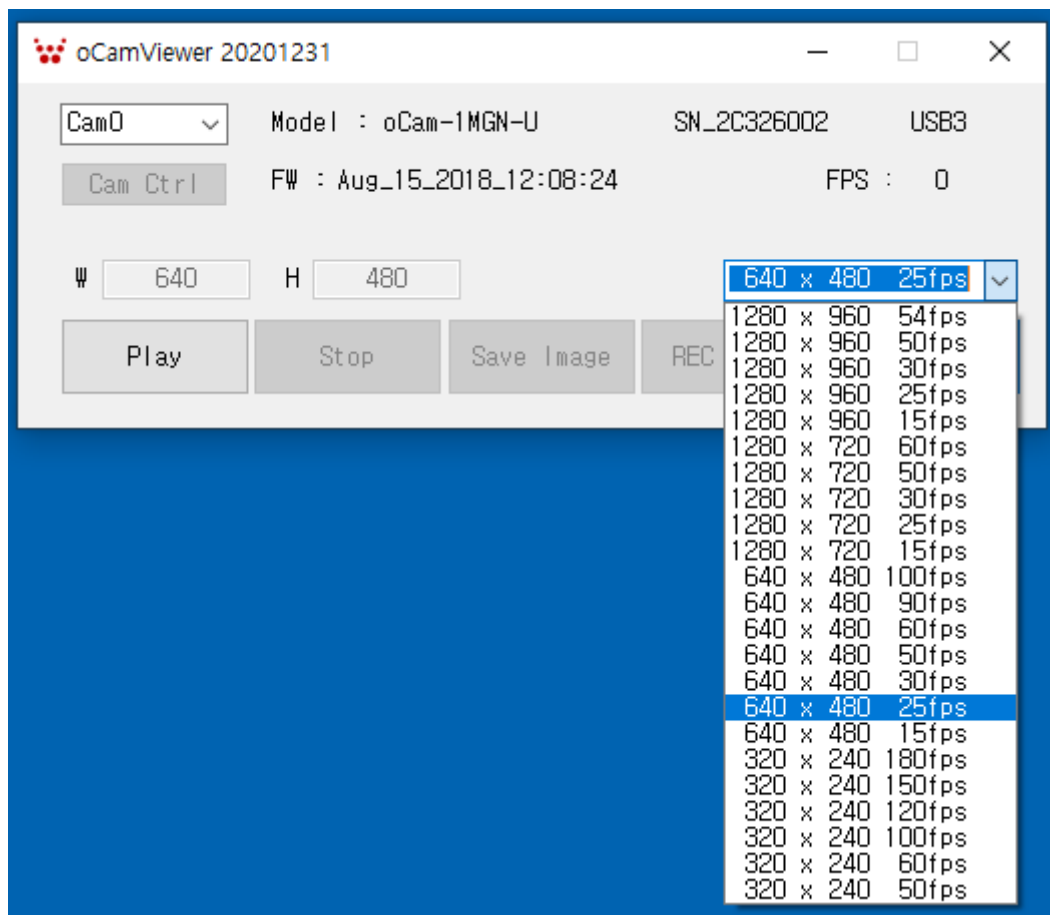 oCamViewer 20201231
Cam0 Model : oCam-1MGN-U SN_2C326002 USB3
Cam Ctrl FW : Aug_15_2018_12:08:24 FPS : 0
W 640 H 480 640 x 480 25fps
Play Stop Save Image REC
1280 x 960 54fps
1280 x 960 50fps
1280 x 960 30fps
1280 x 960 25fps
1280 x 960 15fps
1280 x 720 60fps
1280 x 720 50fps
1280 x 720 30fps
1280 x 720 25fps
1280 x 720 15fps
640 x 480 100fps
640 x 480 90fps
640 x 480 60fps
640 x 480 50fps
640 x 480 30fps
640 x 480 25fps
640 x 480 15fps
320 x 240 180fps
320 x 240 150fps
320 x 240 120fps
320 x 240 100fps
320 x 240 60fps
320 x 240 50fps